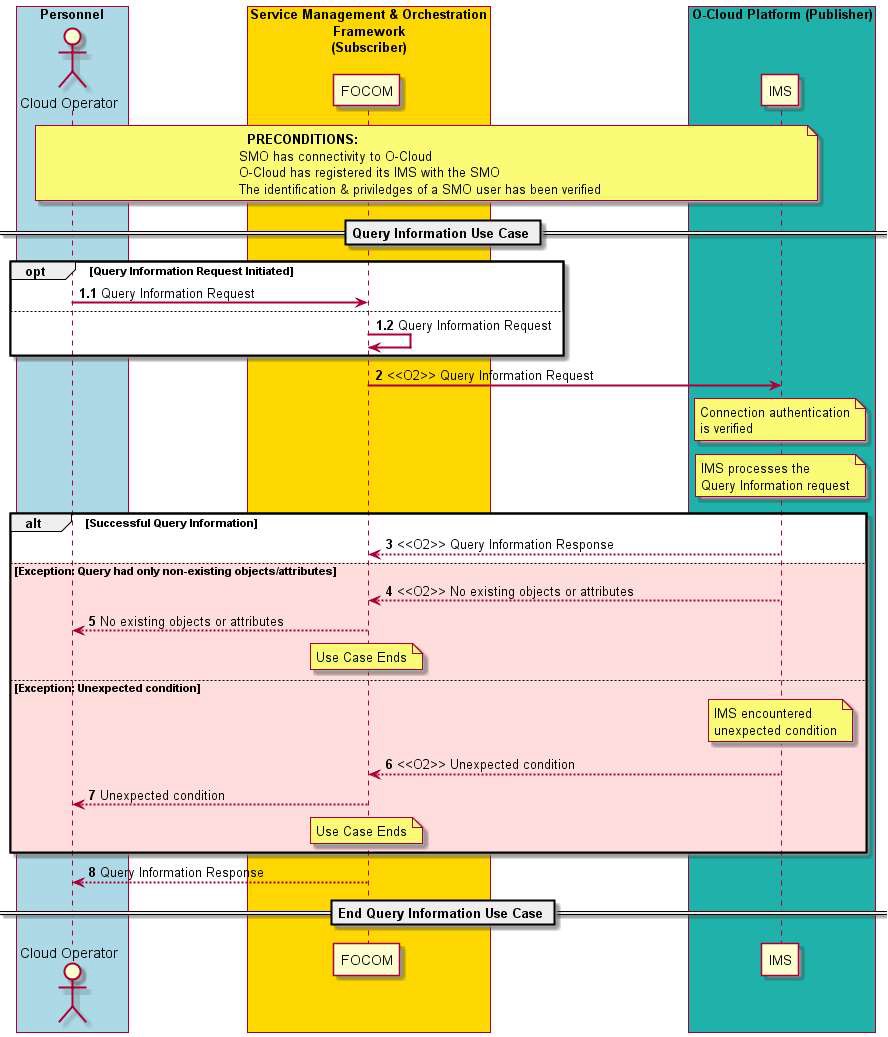 Personnel
Service Management & Orchestration
Framework
(Subscriber)
O-Cloud Platform (Publisher)
Cloud Operator
FOCOM
IMS
PRECONDITIONS:
SMO has connectivity to O-Cloud
O-Cloud has registered its IMS with the SMO
The identification & priviledges of a SMO user has been verified
Query Information Use Case
opt [Query Information Request Initiated]
1.1 Query Information Request
1.2 Query Information Request
2 <<O2>> Query Information Request
Connection authentication
is verified
IMS processes the
Query Information request
alt [Successful Query Information]
3 <<O2>> Query Information Response
[Exception: Query had only non-existing objects/attributes]
4 <<O2>> No existing objects or attributes
5 No existing objects or attributes
Use Case Ends
[Exception: Unexpected condition]
IMS encountered
unexpected condition
6 <<O2>> Unexpected condition
7 Unexpected condition
Use Case Ends
8 Query Information Response
End Query Information Use Case
Cloud Operator
FOCOM
IMS